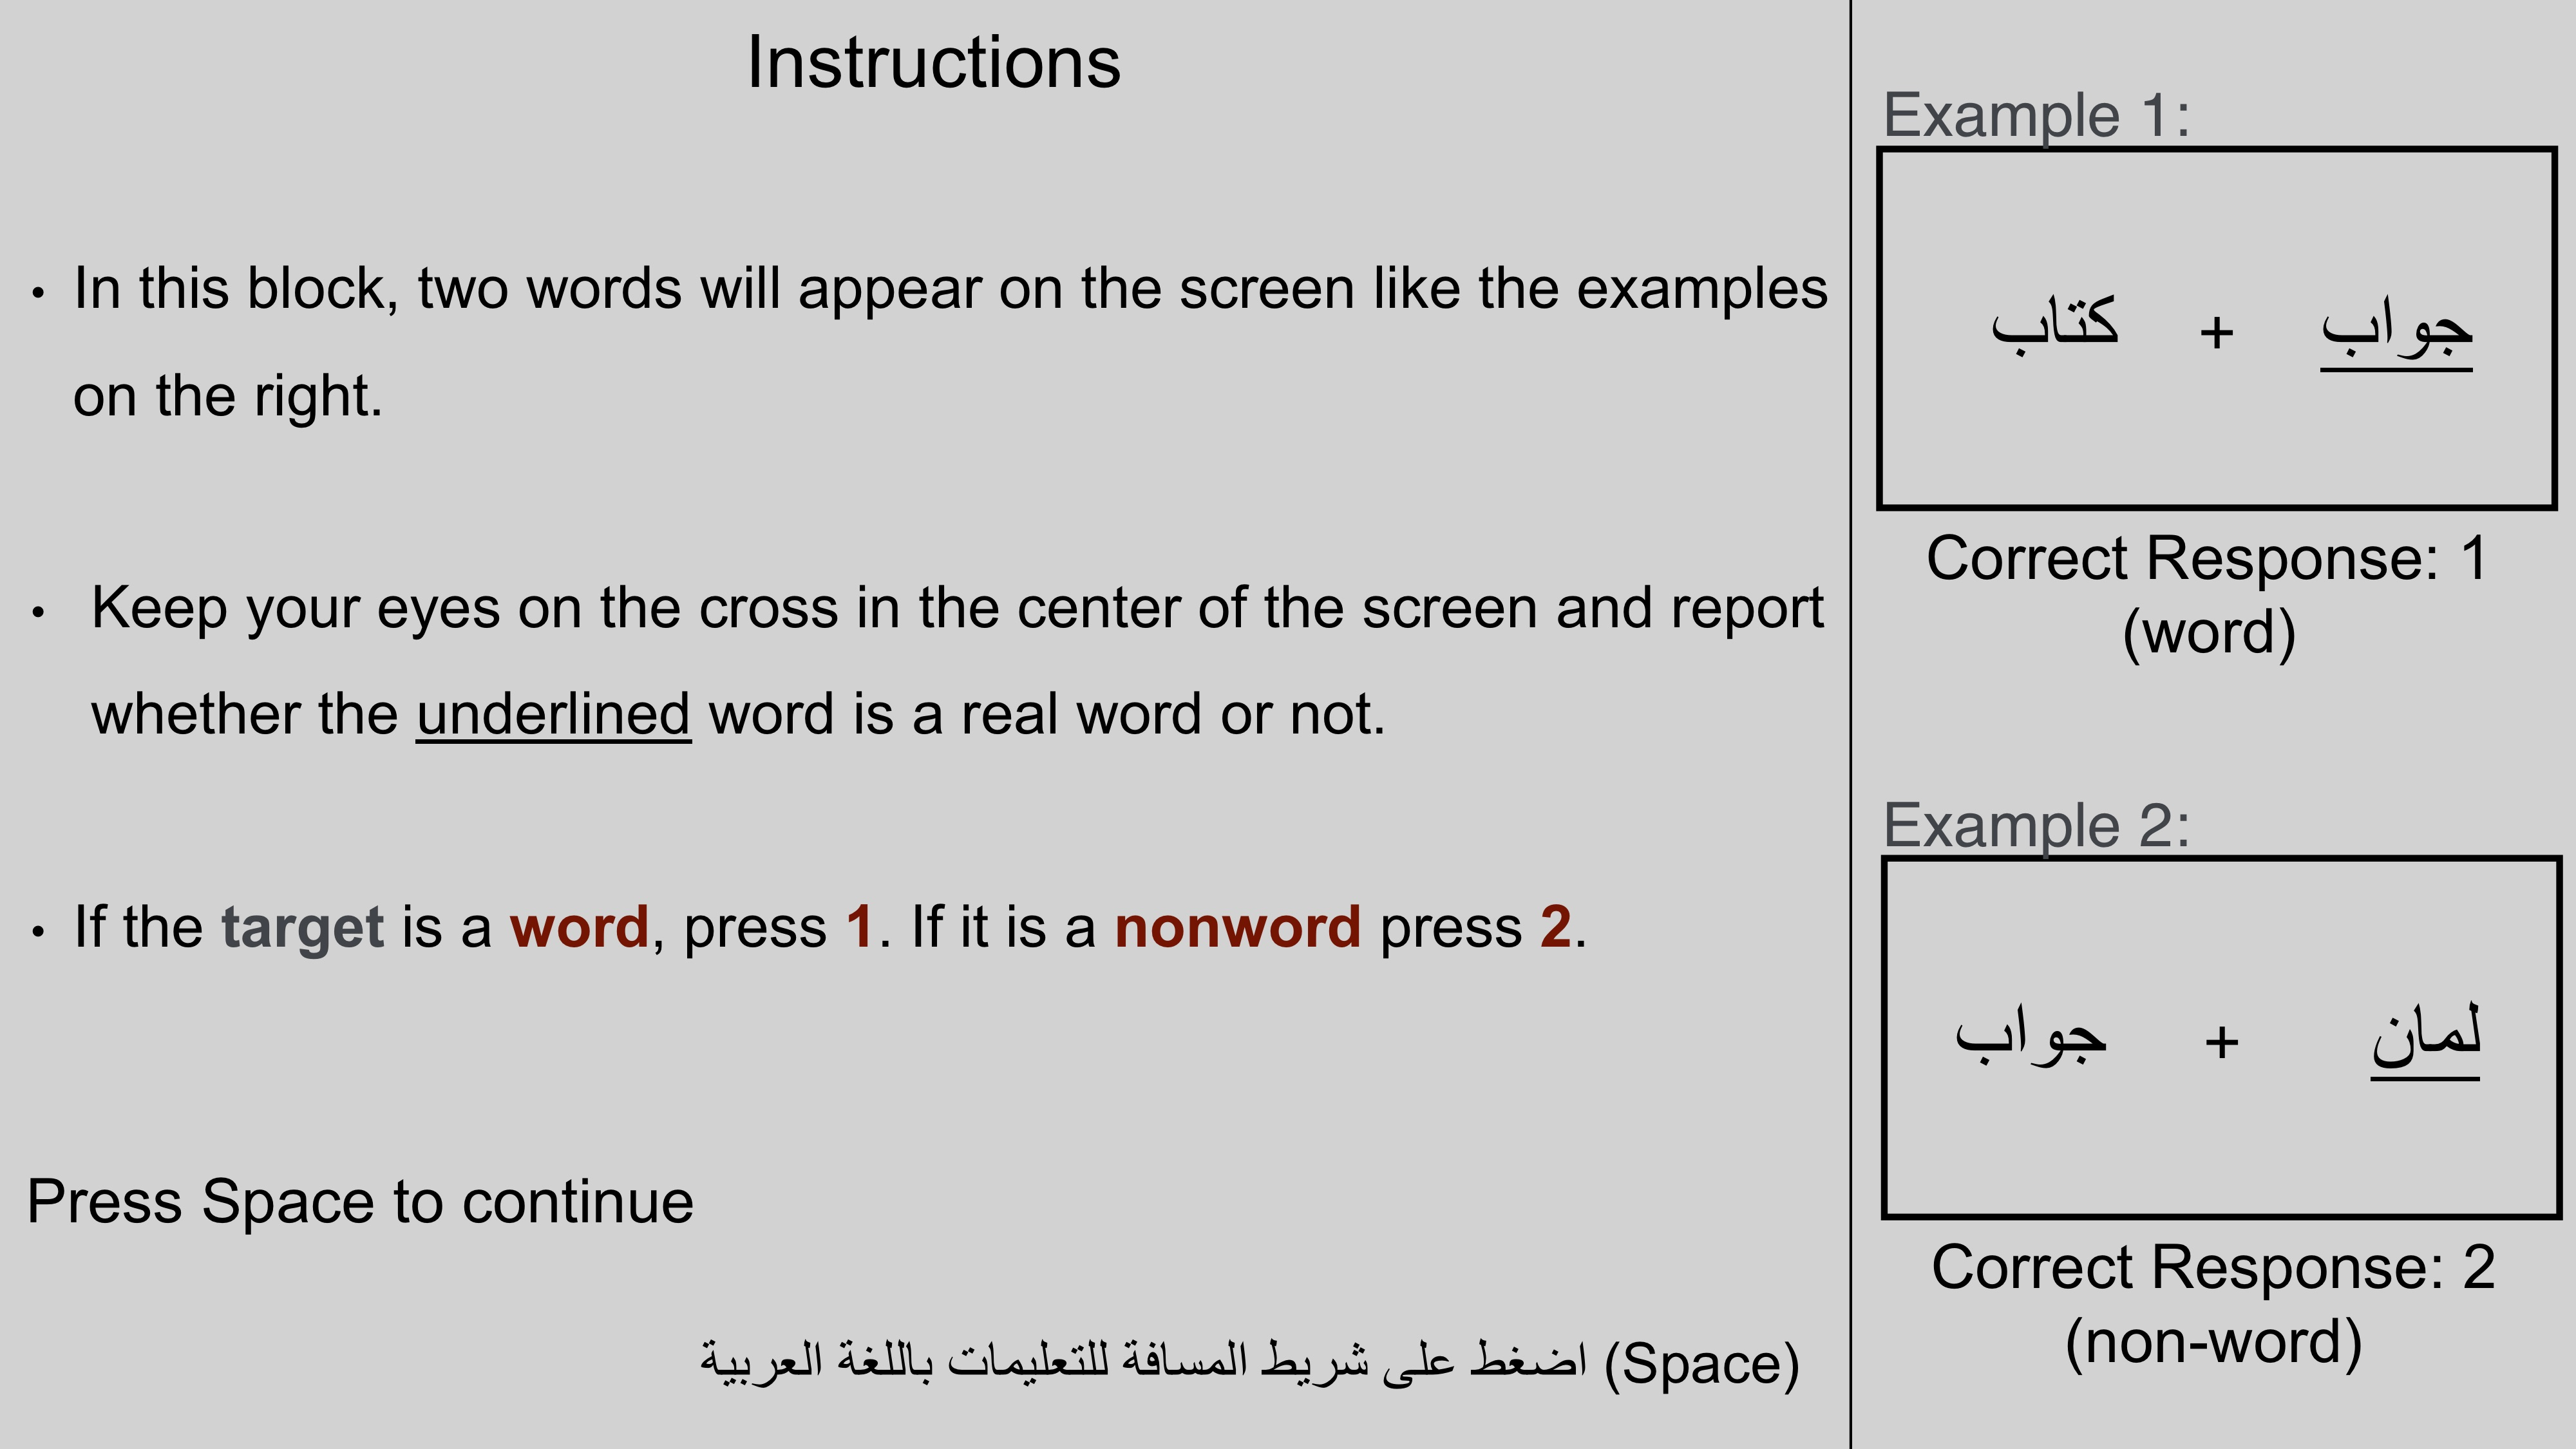 Instructions
• In this block, two words will appear on the screen like the examples
on the right.
• Keep your eyes on the cross in the center of the screen and report
whether the underlined word is a real word or not.
• If the target is a word, press 1. If it is a nonword press 2.
Press Space to continue
(Space) اضغط على شريط المسافة للتعليمات باللغة العربية
Example 1:
كتاب + جواب
Correct Response: 1
(word)
Example 2:
جواب + لمان
Correct Response: 2
(non-word)